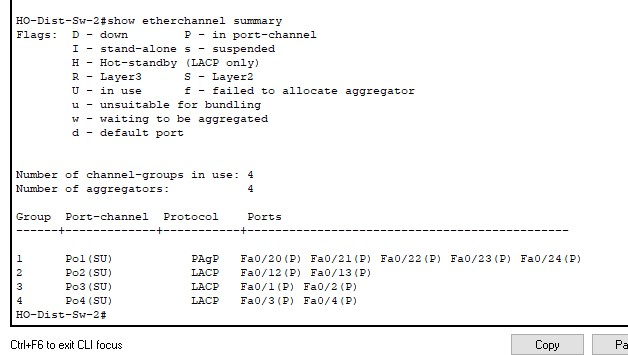 HO-Dist-Sw-2#show etherchannel summary
Flags:  D - down        P - in port-channel
        I - stand-alone s - suspended
        H - Hot-standby (LACP only)
        R - Layer3      S - Layer2
        U - in use      f - failed to allocate aggregator
        u - unsuitable for bundling
        w - waiting to be aggregated
        d - default port
Number of channel-groups in use: 4
Number of aggregators:           4
Group  Port-channel  Protocol    Ports
------+-------------+-----------+----------------------------------------------
1      Po1(SU)           PAgP   Fa0/20(P) Fa0/21(P) Fa0/22(P) Fa0/23(P) Fa0/24(P)
2      Po2(SU)           LACP   Fa0/12(P) Fa0/13(P)
3      Po3(SU)           LACP   Fa0/1(P) Fa0/2(P)
4      Po4(SU)           LACP   Fa0/3(P) Fa0/4(P)
HO-Dist-Sw-2#
Ctrl+F6 to exit CLI focus    Copy    Pa